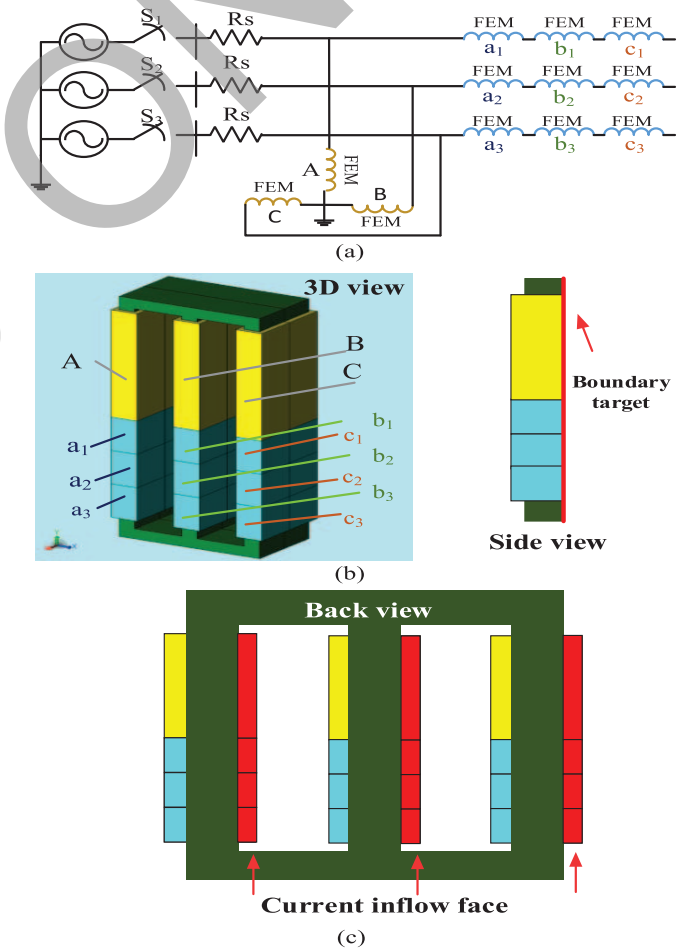 S1 Rs FEM FEM FEM
a1 b1 c1
S2 Rs FEM FEM FEM
a2 b2 c2
S3 Rs FEM FEM FEM
a3 b3 c3
A FEM
FEM B
C FEM
(a)
3D view
A B
C
a1 b1
c1
a2 b2
c2
a3 b3
c3
Boundary
target
Side view
(b)
Back view
Current inflow face
(c)